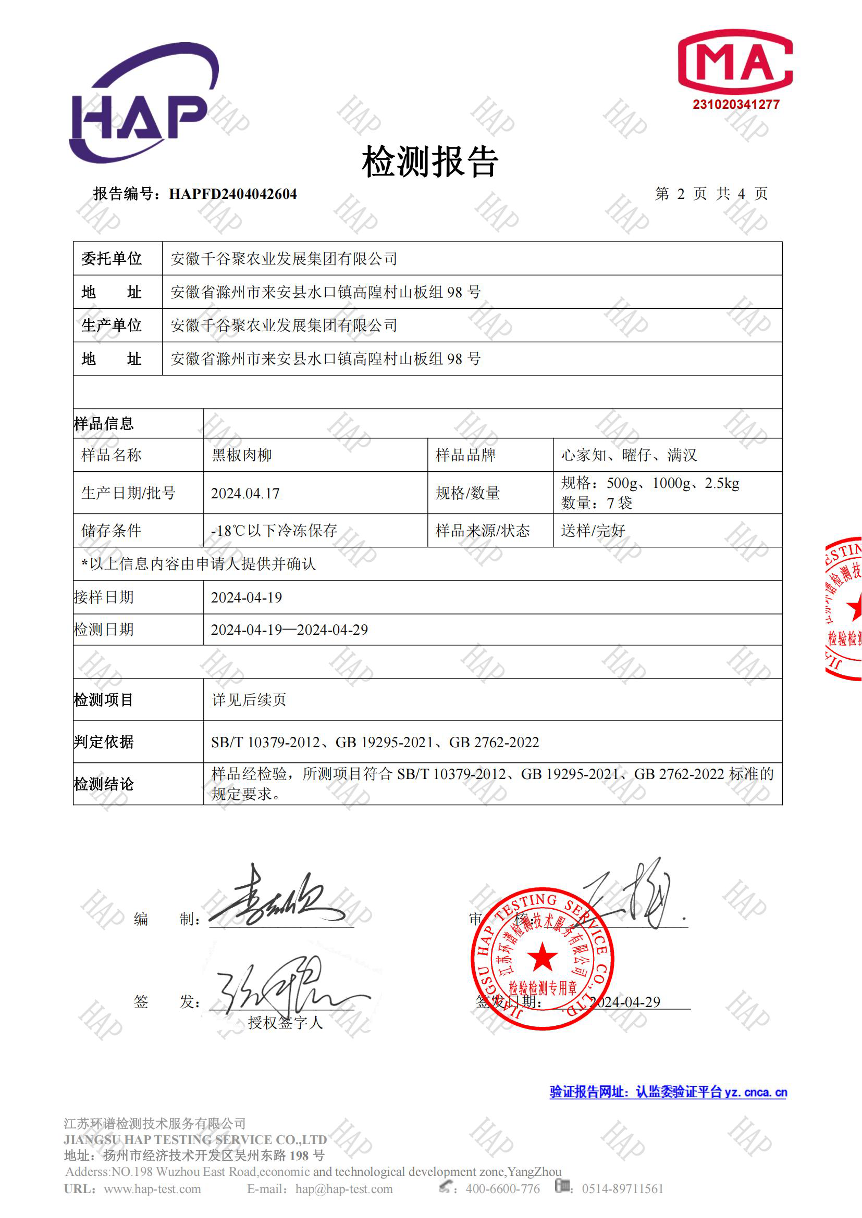 HAP
MA
231020341277
检测报告
报告编号：HAPFD2404042604
第 2 页 共 4 页
委托单位 安徽千谷聚农业发展集团有限公司
地 址 安徽省滁州市来安县水口镇高隍村山板组 98 号
生产单位 安徽千谷聚农业发展集团有限公司
地 址 安徽省滁州市来安县水口镇高隍村山板组 98 号
样品信息
样品名称 黑椒肉柳 样品品牌 心家知、曜仔、满汉
生产日期/批号 2024.04.17 规格/数量 规格：500g、1000g、2.5kg
数量：7 袋
储存条件 -18℃以下冷冻保存 样品来源/状态 送样/完好
*以上信息内容由申请人提供并确认
接样日期 2024-04-19
检测日期 2024-04-19—2024-04-29
检测项目 详见后续页
判定依据 SB/T 10379-2012、GB 19295-2021、GB 2762-2022
检测结论 样品经检验，所测项目符合 SB/T 10379-2012、GB 19295-2021、GB 2762-2022 标准的
规定要求。
编 制：
审 核：
签 发：
授权签字人
签发日期： 2024-04-29
JIANGSU HAP TESTING SERVICE CO.,LTD.
江苏环谱检测技术服务有限公司
检验检测专用章
验证报告网址：认监委验证平台 yz.cnca.cn
江苏环谱检测技术服务有限公司
JIANGSU HAP TESTING SERVICE CO.,LTD
地址：扬州市经济技术开发区吴州东路 198 号
Adderss:NO.198 Wuzhou East Road,economic and technological development zone,YangZhou
URL：www.hap-test.com E-mail：hap@hap-test.com ：400-6600-776 ：0514-89711561